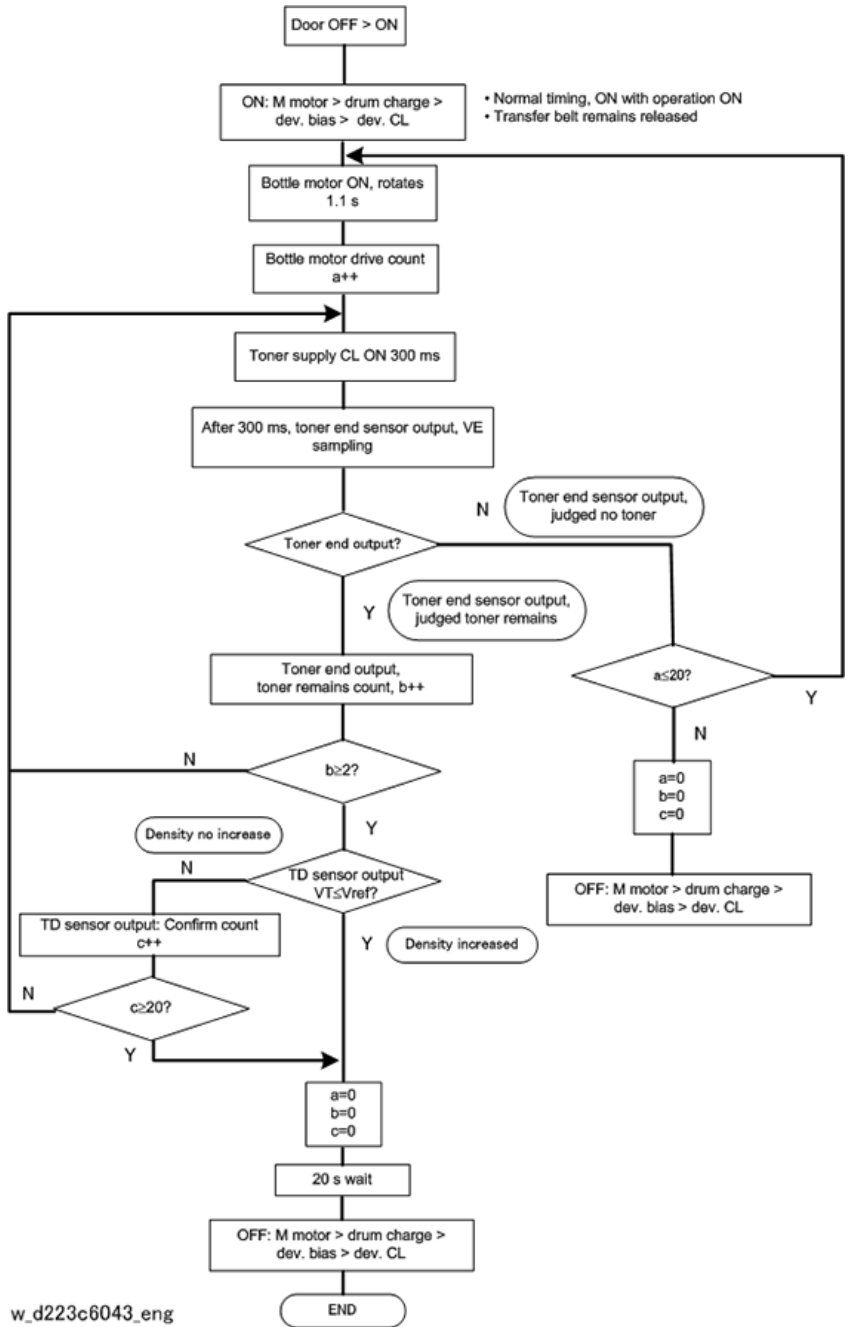 Door OFF > ON
ON: M motor > drum charge >
dev. bias > dev. CL
• Normal timing, ON with operation ON
• Transfer belt remains released
Bottle motor ON, rotates
1.1 s
Bottle motor drive count
a++
Toner supply CL ON 300 ms
After 300 ms, toner end sensor output, VE
sampling
Toner end output?
N
Toner end sensor output,
judged no toner
Y
Toner end sensor output,
judged toner remains
Toner end output,
toner remains count, b++
a≤20?
Y
N
a=0
b=0
c=0
OFF: M motor > drum charge >
dev. bias > dev. CL
b≥2?
N
Y
Density no increase
TD sensor output
VT≤Vref?
N
Y
Density increased
TD sensor output: Confirm count
c++
c≥20?
N
Y
a=0
b=0
c=0
20 s wait
OFF: M motor > drum charge >
dev. bias > dev. CL
END
w_d223c6043_eng